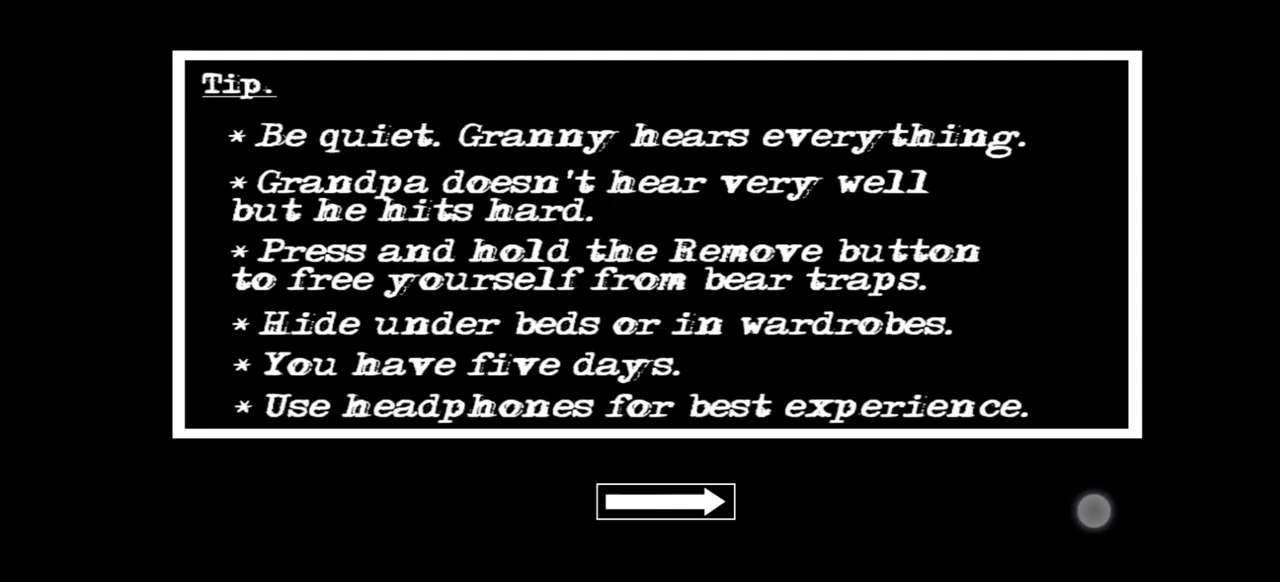 Tip.
* Be quiet. Granny hears everything.
* Grandpa doesn't hear very well
but he hits hard.
* Press and hold the Remove button
to free yourself from bear traps.
* Hide under beds or in wardrobes.
* You have five days.
* Use headphones for best experience.